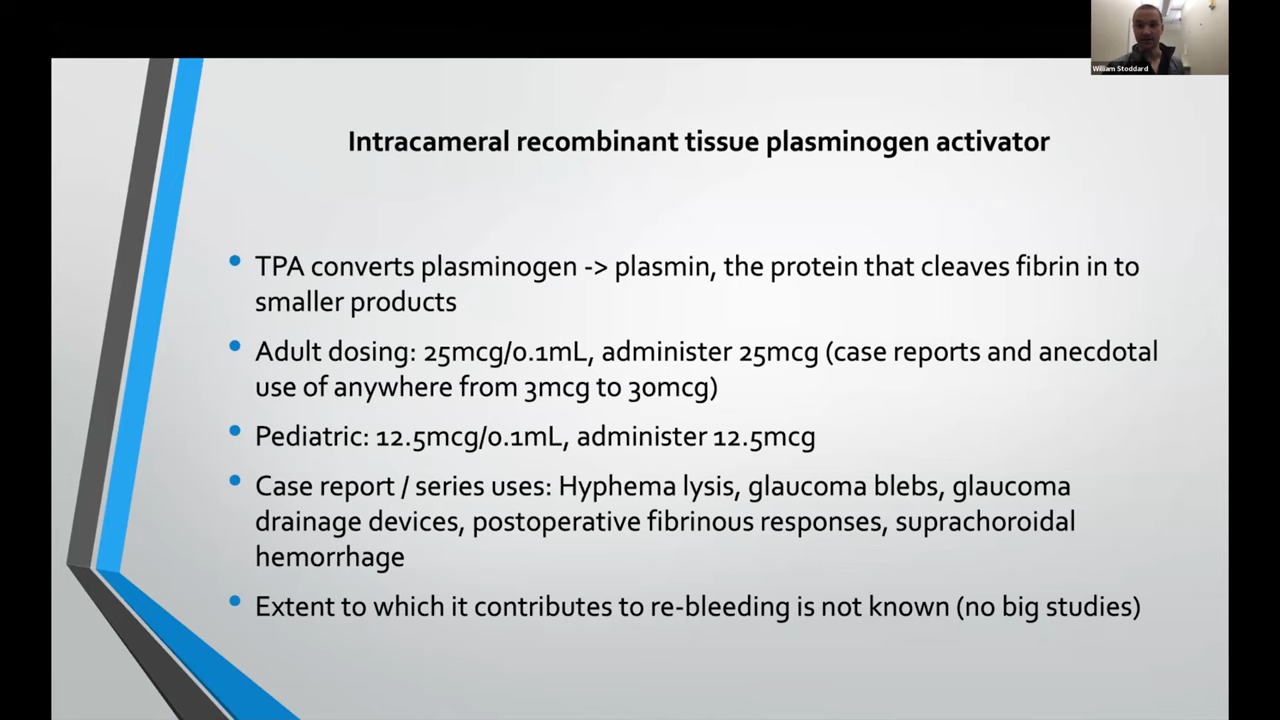 William Stoddard
Intracameral recombinant tissue plasminogen activator
TPA converts plasminogen -> plasmin, the protein that cleaves fibrin in to
smaller products
Adult dosing: 25mcg/0.1mL, administer 25mcg (case reports and anecdotal
use of anywhere from 3mcg to 30mcg)
Pediatric: 12.5mcg/0.1mL, administer 12.5mcg
Case report / series uses: Hyphema lysis, glaucoma blebs, glaucoma
drainage devices, postoperative fibrinous responses, suprachoroidal
hemorrhage
Extent to which it contributes to re-bleeding is not known (no big studies)